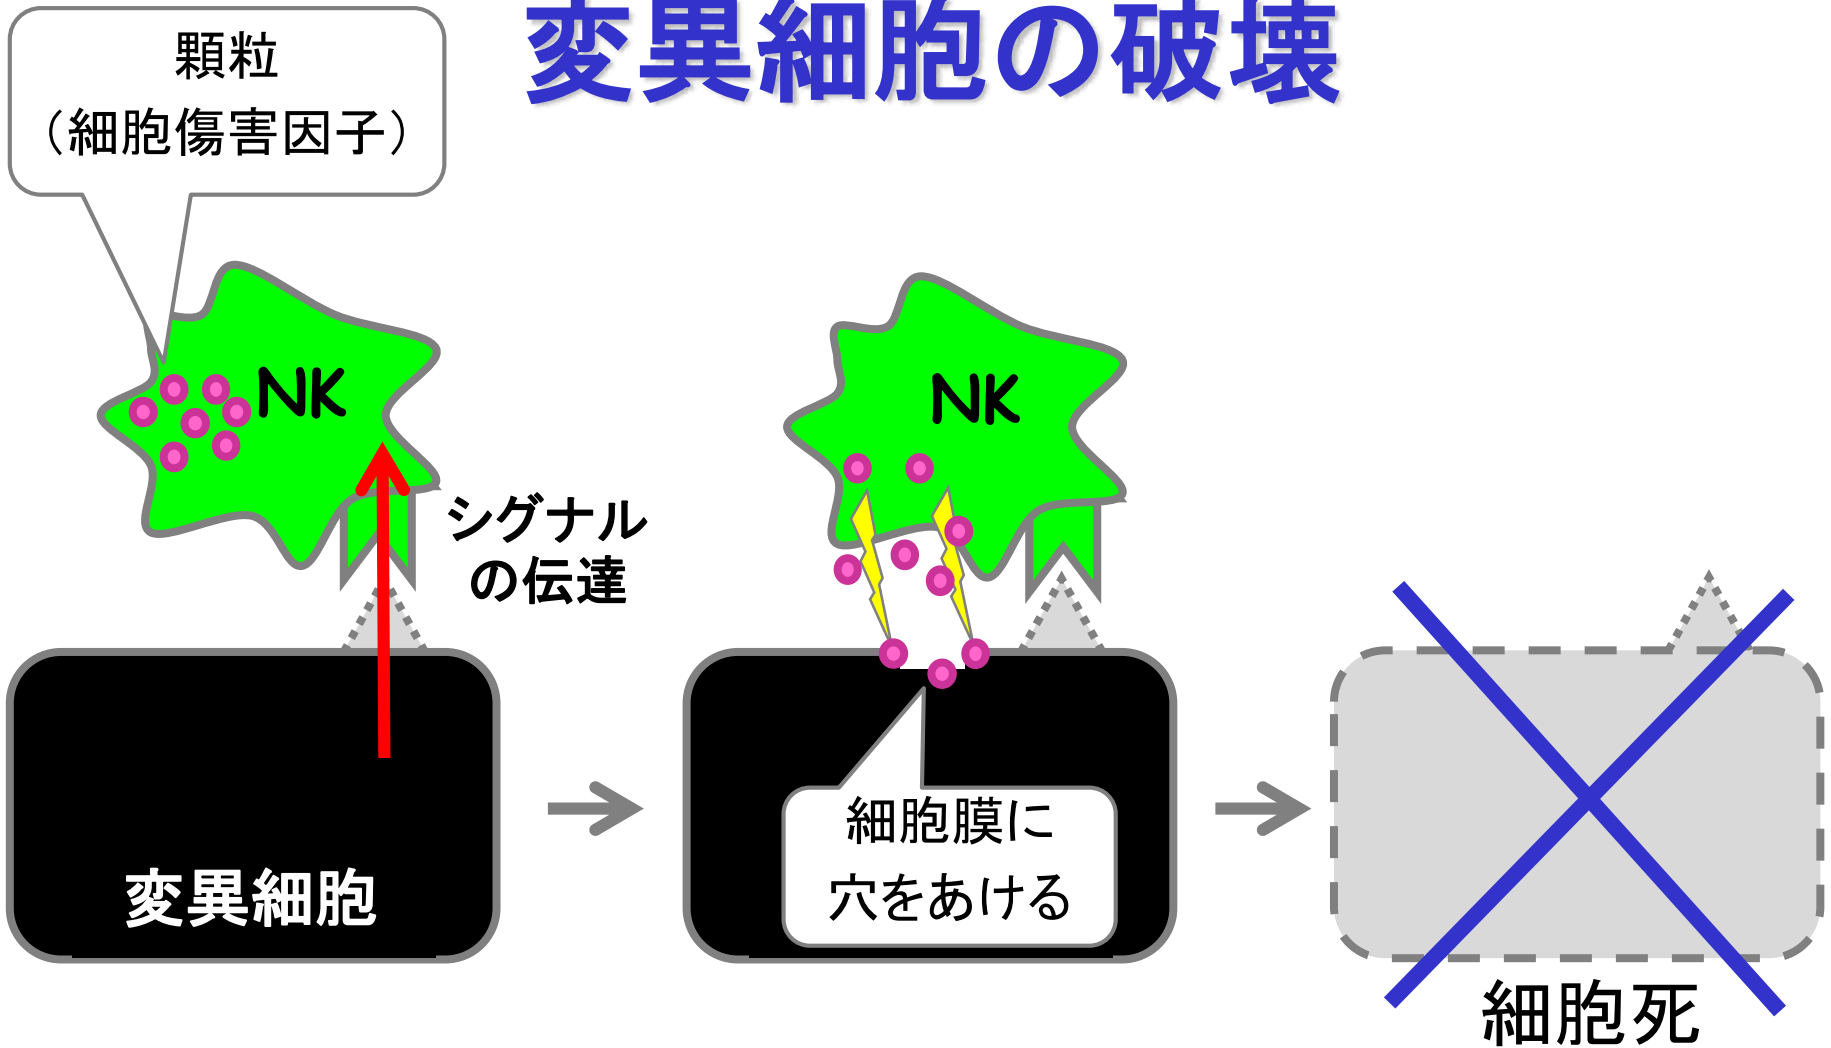 変異細胞の破壊
顆粒
（細胞傷害因子）
NK
シグナル
の伝達
変異細胞
NK
細胞膜に
穴をあける
細胞死